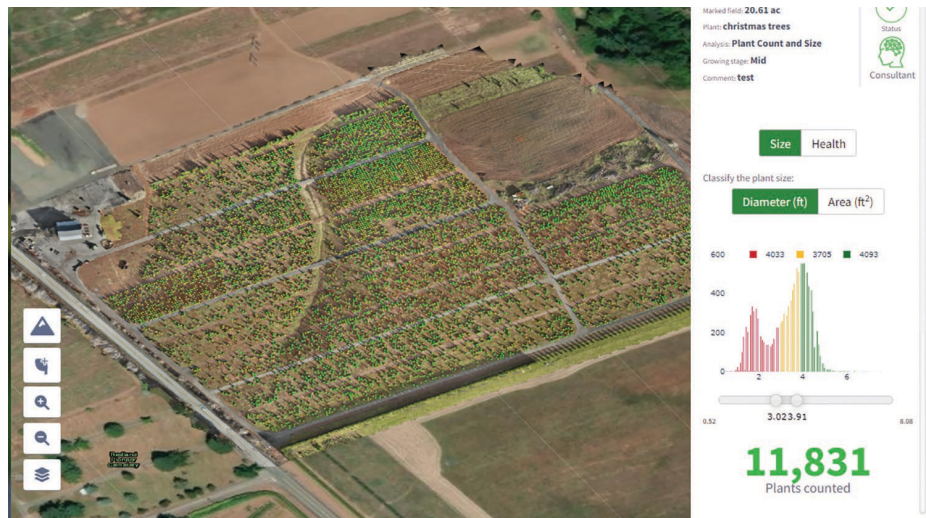 Marked field: 20.61 ac
Plant: christmas trees
Analysis: Plant Count and Size
Growing stage: Mid
Comment: test
Status
Consultant
Size Health
Classify the plant size:
Diameter (ft) Area (ft²)
4033 3705 4093
600
400
200
0
2 4 6
3.023.91
0.52 8.08
11,831
Plants counted